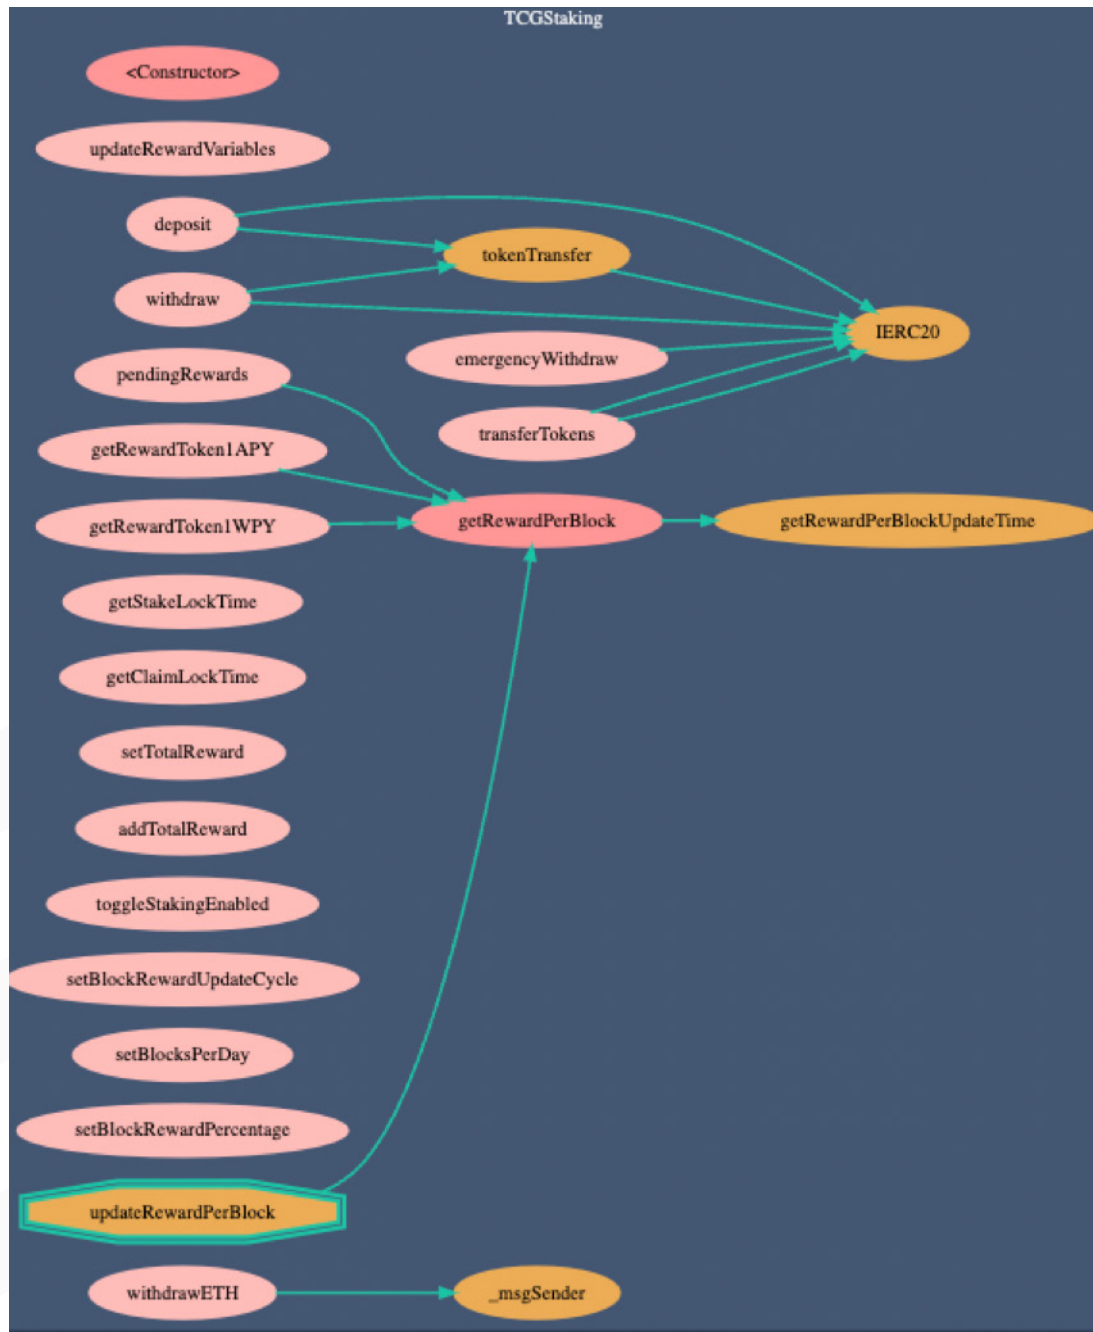 TCGStaking
<Constructor>
updateRewardVariables
deposit
tokenTransfer
withdraw
IERC20
emergencyWithdraw
pendingRewards
transferTokens
getRewardToken1APY
getRewardToken1WPY
getRewardPerBlock
getRewardPerBlockUpdateTime
getStakeLockTime
getClaimLockTime
setTotalReward
addTotalReward
toggleStakingEnabled
setBlockRewardUpdateCycle
setBlocksPerDay
setBlockRewardPercentage
updateRewardPerBlock
withdrawETH
_msgSender